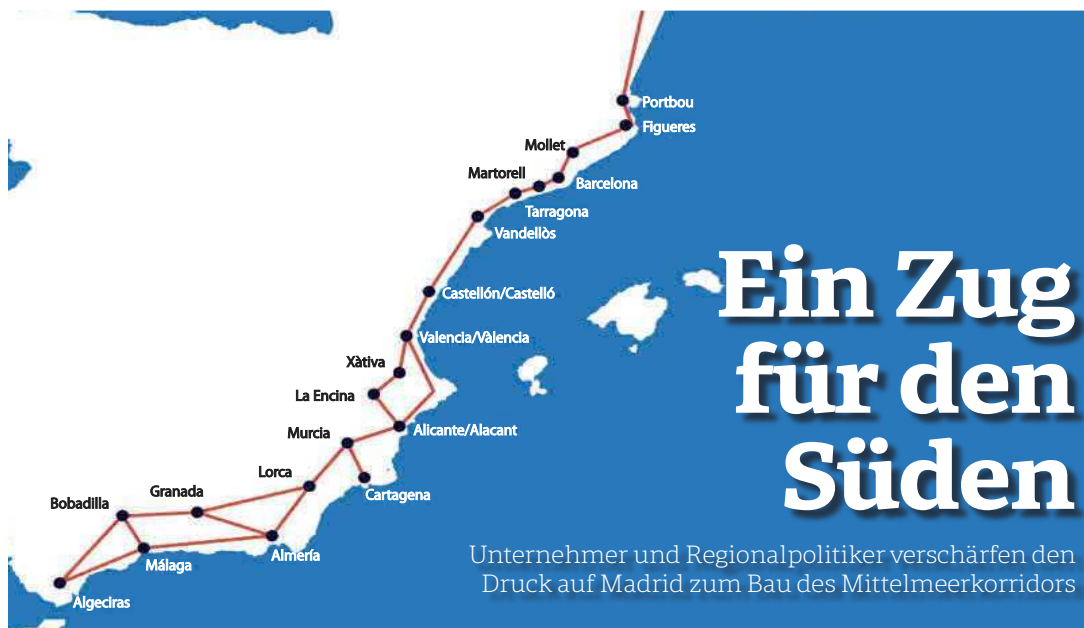 Portbou
Figueres
Mollet
Martorell
Barcelona
Tarragona
Vandellòs
Castellón/Castelló
Valencia/Vàlencia
Xàtiva
La Encina
Alicante/Alacant
Murcia
Lorca
Cartagena
Granada
Bobadilla
Almería
Málaga
Algeciras
Ein Zug
für den
Süden
Unternehmer und Regionalpolitiker verschärfen den
Druck auf Madrid zum Bau des Mittelmeerkorridors